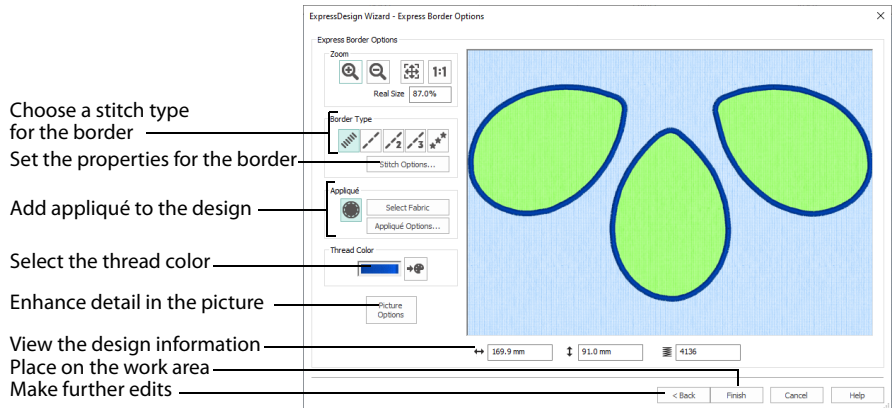 ExpressDesign Wizard - Express Border Options
Express Border Options
Zoom
1:1
Real Size 87.0%
Choose a stitch type
for the border
Border Type
2 3
Set the properties for the border
Stitch Options...
Appliqué
Add appliqué to the design
Select Fabric
Appliqué Options...
Thread Color
Select the thread color
Enhance detail in the picture
Picture
Options
View the design information
169.9 mm 91.0 mm 4136
Place on the work area
Make further edits
< Back Finish Cancel Help